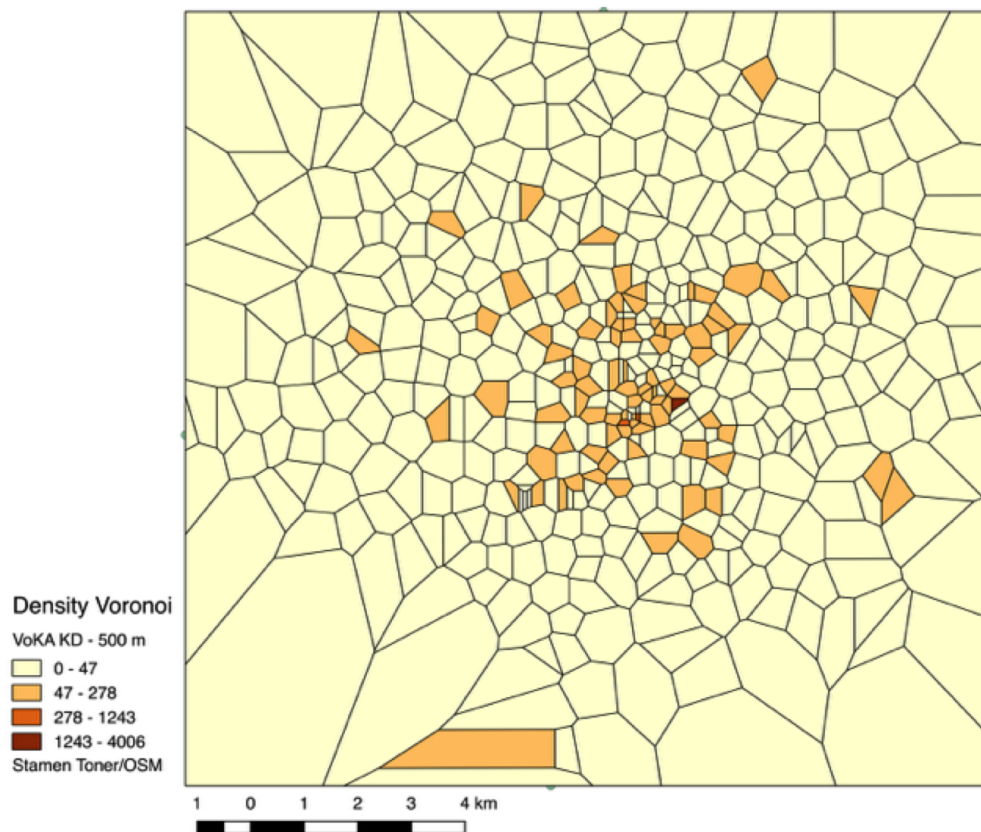 Density Voronoi
VoKA KD - 500 m
0 - 47
47 - 278
278 - 1243
1243 - 4006
Stamen Toner/OSM
1 0 1 2 3 4 km